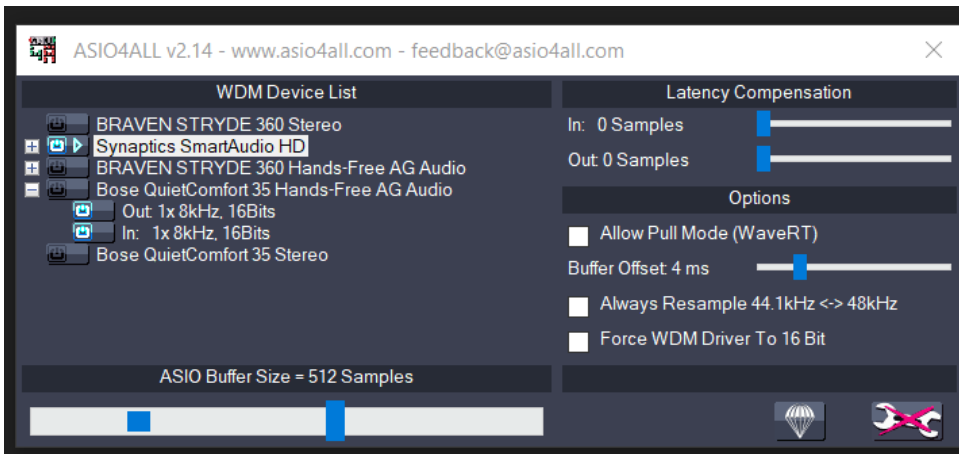 ASIO4ALL v2.14 - www.asio4all.com - feedback@asio4all.com
WDM Device List
BRAVEN STRYDE 360 Stereo
Synaptics SmartAudio HD
BRAVEN STRYDE 360 Hands-Free AG Audio
Bose QuietComfort 35 Hands-Free AG Audio
Out: 1x 8kHz, 16Bits
In: 1x 8kHz, 16Bits
Bose QuietComfort 35 Stereo
ASIO Buffer Size = 512 Samples
Latency Compensation
In: 0 Samples
Out: 0 Samples
Options
Allow Pull Mode (WaveRT)
Buffer Offset: 4 ms
Always Resample 44.1kHz <-> 48kHz
Force WDM Driver To 16 Bit